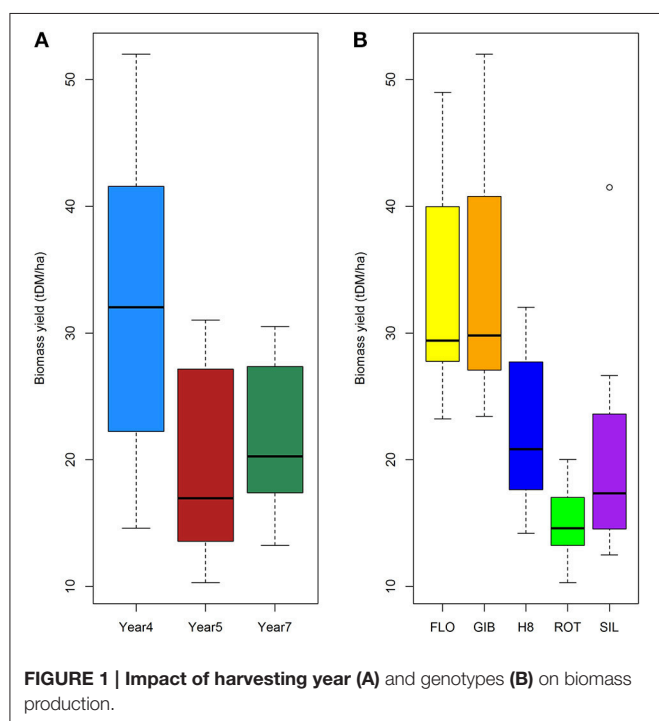 A
B
Biomass yield (tDM/ha)
50
40
30
20
10
Year4 Year5 Year7
Biomass yield (tDM/ha)
50
40
30
20
10
FLO GIB H8 ROT SIL
FIGURE 1 | Impact of harvesting year (A) and genotypes (B) on biomass
production.